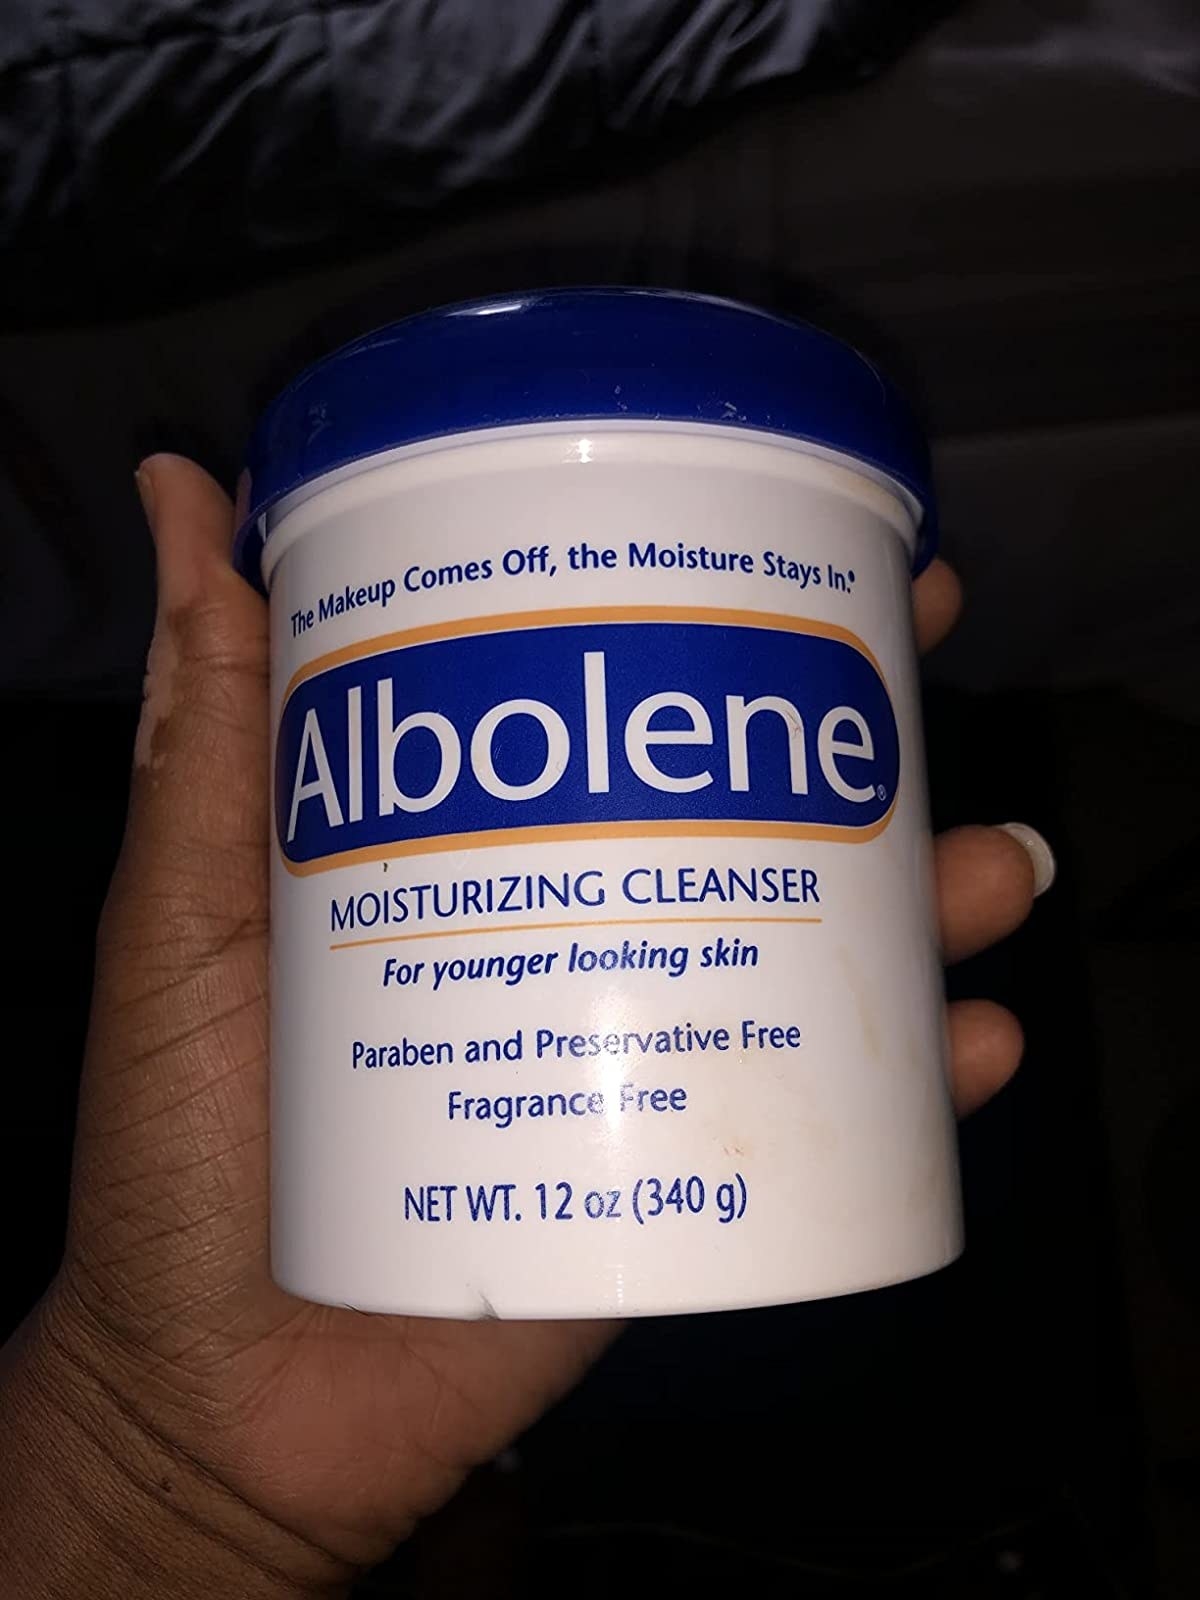 The Makeup Comes Off, the Moisture Stays In.®
Albolene®
MOISTURIZING CLEANSER
For younger looking skin
Paraben and Preservative Free
Fragrance Free
NET WT. 12 oz (340 g)